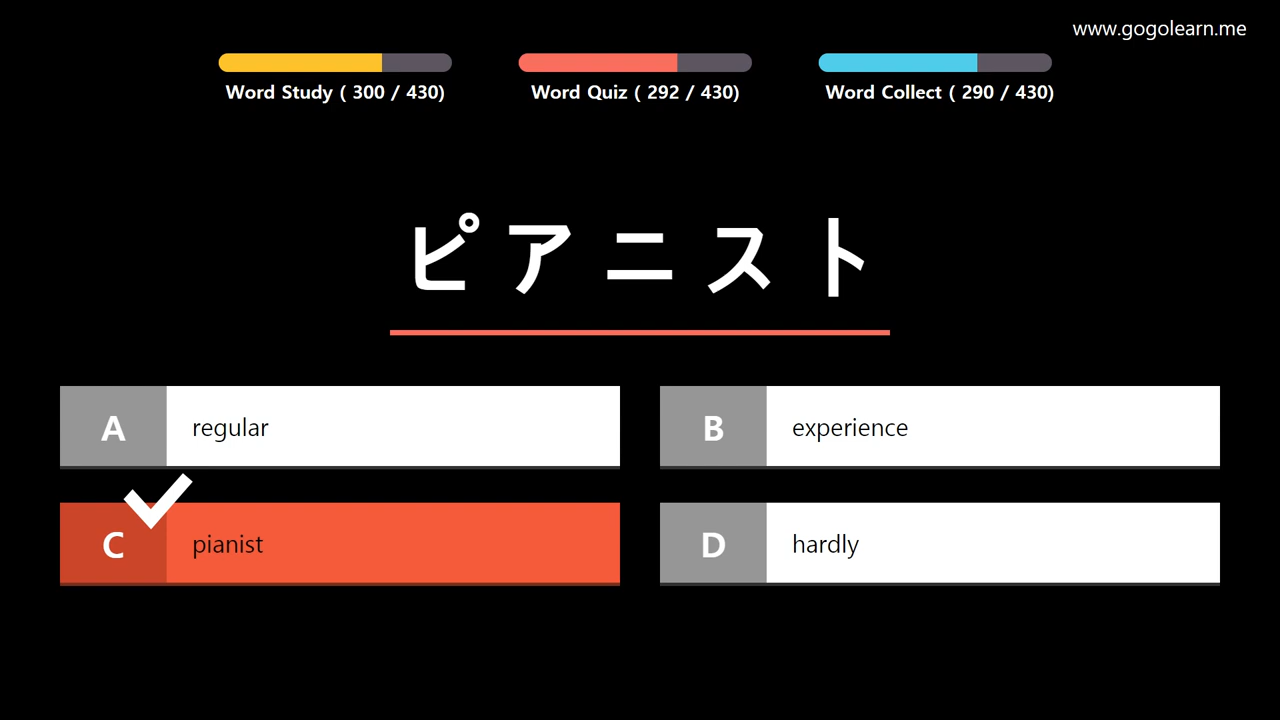 www.gogolearn.me
Word Study ( 300 / 430)
Word Quiz ( 292 / 430)
Word Collect ( 290 / 430)
ピアニスト
A regular
B experience
C pianist
D hardly